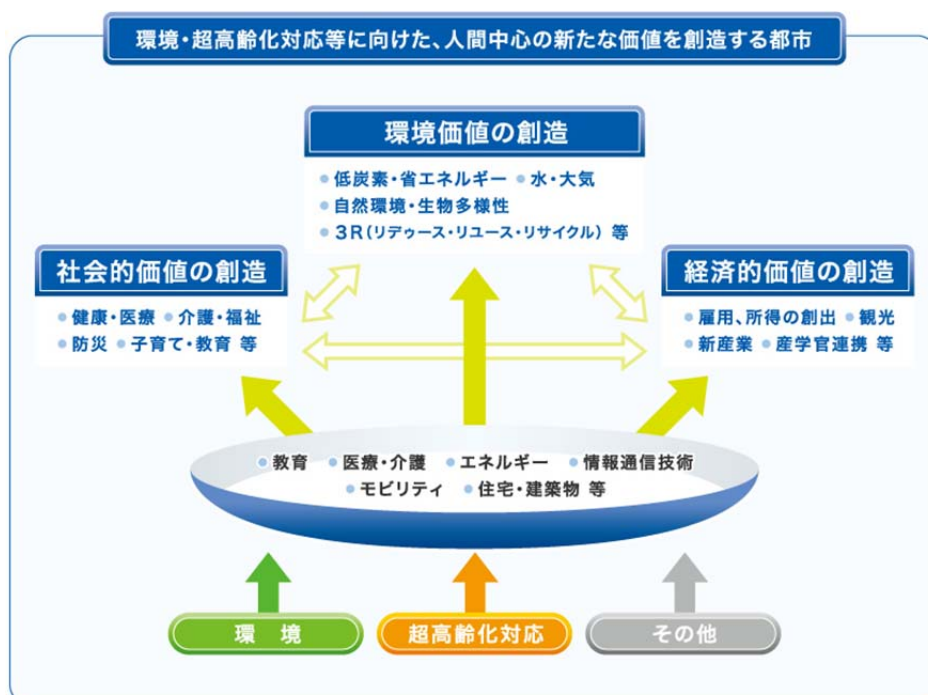 環境・超高齢化対応等に向けた、人間中心の新たな価値を創造する都市
環境価値の創造
●低炭素・省エネルギー ●水・大気
●自然環境・生物多様性
●3R(リデュース・リユース・リサイクル) 等
社会的価値の創造
●健康・医療 ●介護・福祉
●防災 ●子育て・教育 等
経済的価値の創造
●雇用、所得の創出 ●観光
●新産業 ●産学官連携 等
●教育 ●医療・介護 ●エネルギー ●情報通信技術
●モビリティ ●住宅・建築物 等
環 境
超高齢化対応
その他